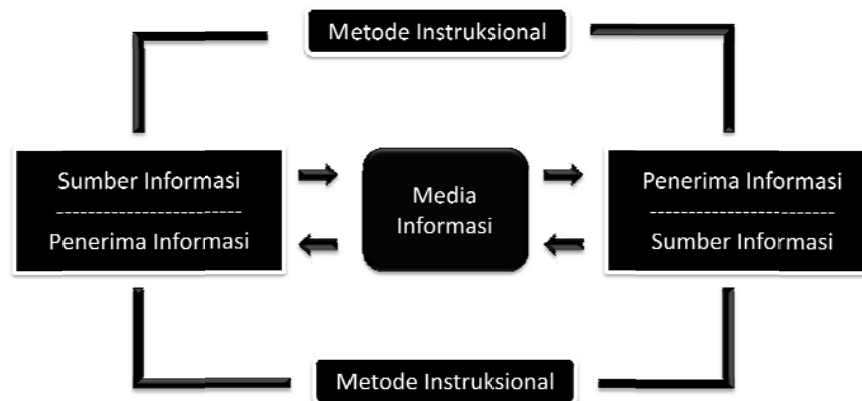 Metode Instruksional
Sumber Informasi
Penerima Informasi
Media
Informasi
Penerima Informasi
Sumber Informasi
Metode Instruksional